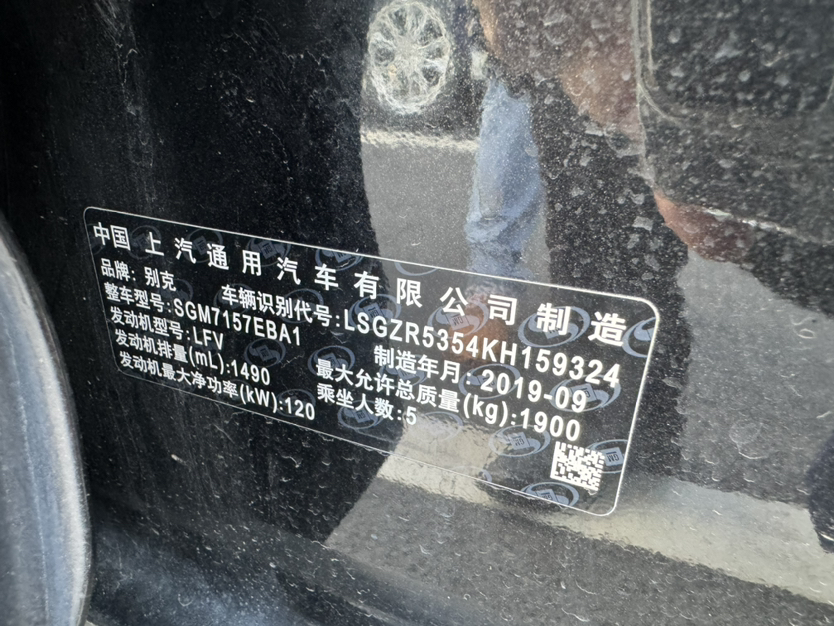 中国 上汽通用汽车有限公司制造
品牌: 别克 车辆识别代号:LSGZR5354KH159324
整车型号:SGM7157EBA1 制造年月:2019-09
发动机型号:LFV 最大允许总质量(kg):1900
发动机排量(mL):1490 乘坐人数:5
发动机最大净功率(kW):120